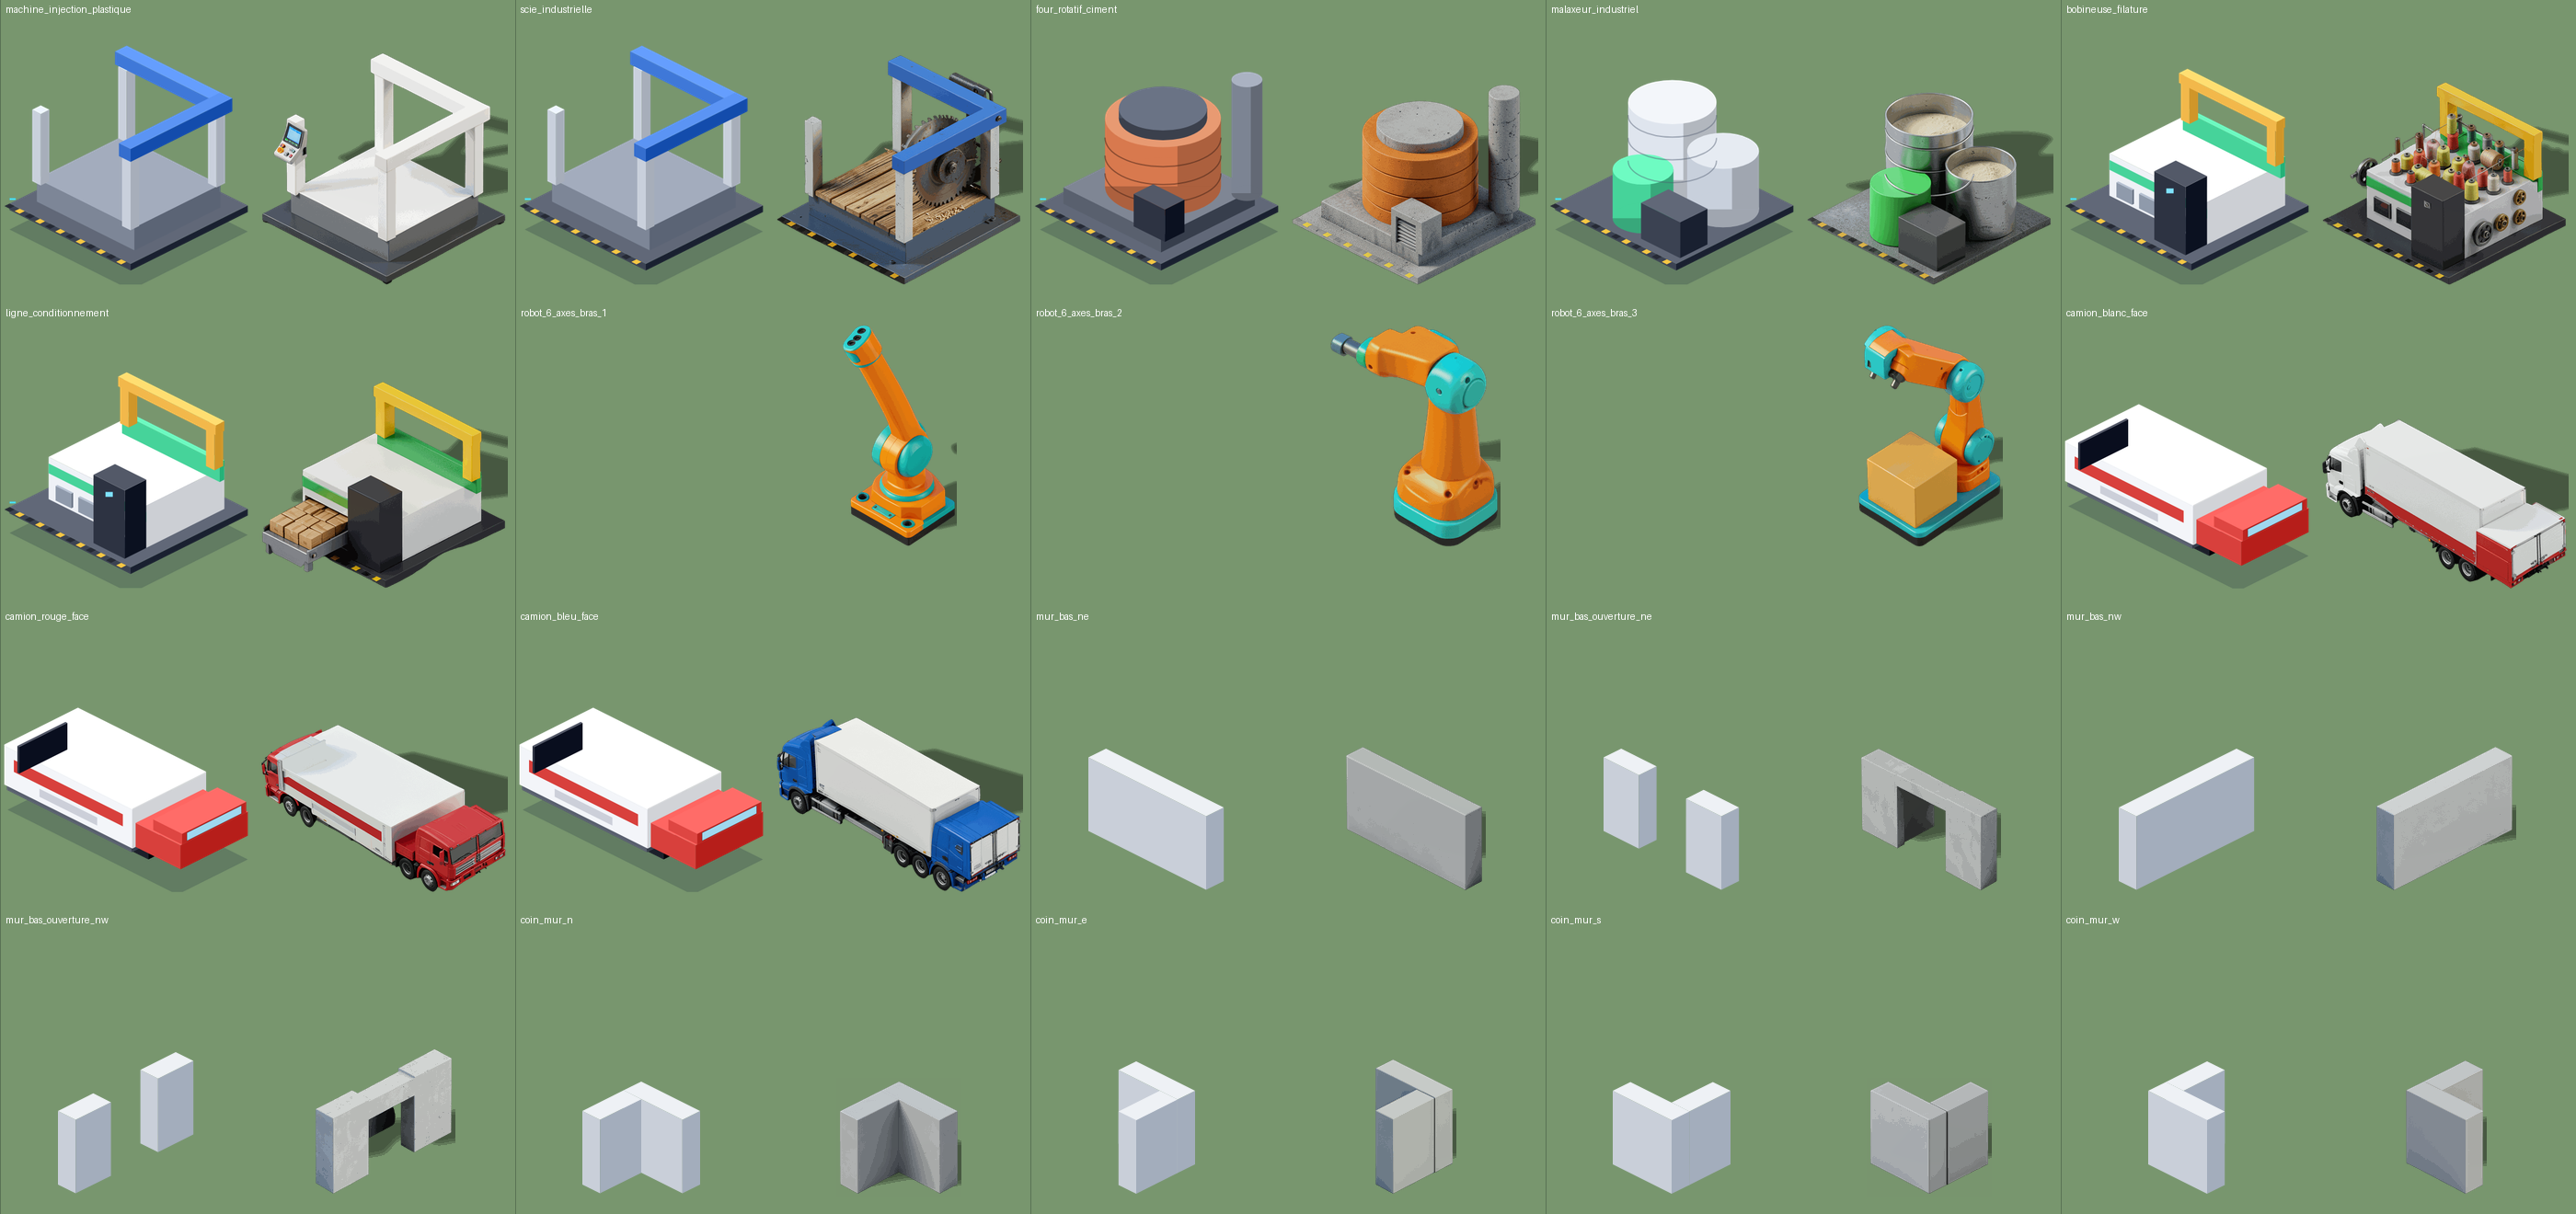 machine_injection_plastique
scie_industrielle
four_rotatif_ciment
malaxeur_industriel
bobineuse_filature
ligne_conditionnement
robot_6_axes_bras_1
robot_6_axes_bras_2
robot_6_axes_bras_3
camion_blanc_face
camion_rouge_face
camion_bleu_face
mur_bas_ne
mur_bas_ouverture_ne
mur_bas_nw
mur_bas_ouverture_nw
coin_mur_n
coin_mur_e
coin_mur_s
coin_mur_w